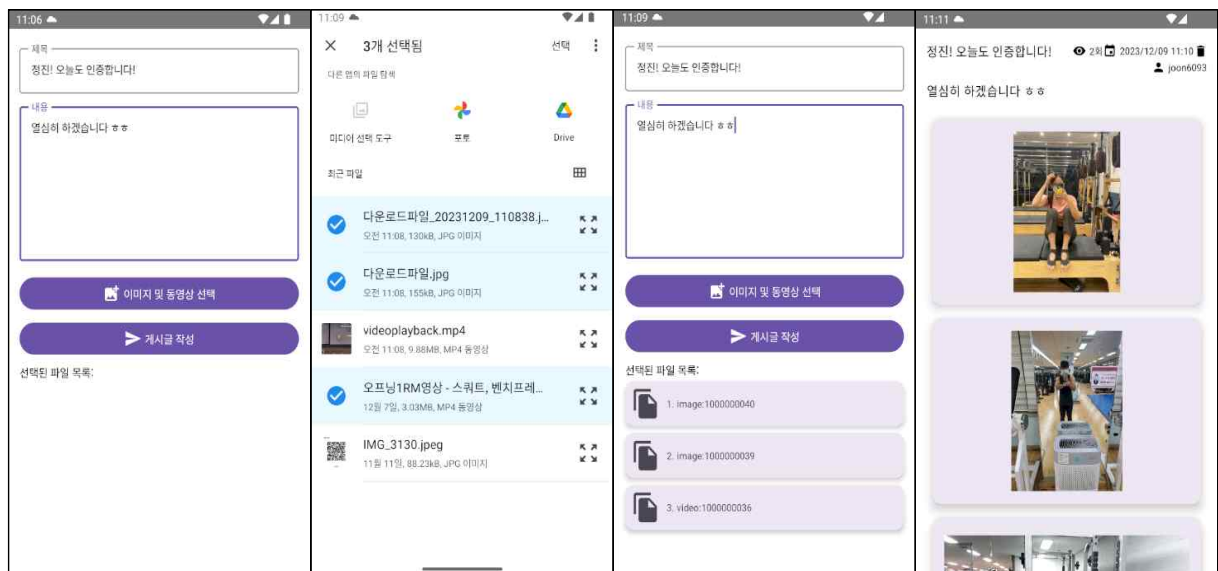 11:06
제목
정진! 오늘도 인증합니다!
내용
열심히 하겠습니다 ㅎㅎ
이미지 및 동영상 선택
게시글 작성
선택된 파일 목록:
11:09
3개 선택됨
선택
다른 앱의 파일 탐색
미디어 선택 도구
포토
Drive
최근 파일
다운로드파일_20231209_110838.j...
오전 11:08, 130kB, JPG 이미지
다운로드파일.jpg
오전 11:08, 155kB, JPG 이미지
videoplayback.mp4
오전 11:08, 9.88MB, MP4 동영상
오프닝1RM영상 - 스쿼트, 벤치프레...
12월 7일, 3.03MB, MP4 동영상
IMG_3130.jpeg
11월 11일, 88.23kB, JPG 이미지
11:09
제목
정진! 오늘도 인증합니다!
내용
열심히 하겠습니다 ㅎㅎ
이미지 및 동영상 선택
게시글 작성
선택된 파일 목록:
1. image:1000000040
2. image:1000000039
3. video:1000000036
11:11
정진! 오늘도 인증합니다!
2회
2023/12/09 11:10
joon6093
열심히 하겠습니다 ㅎㅎ